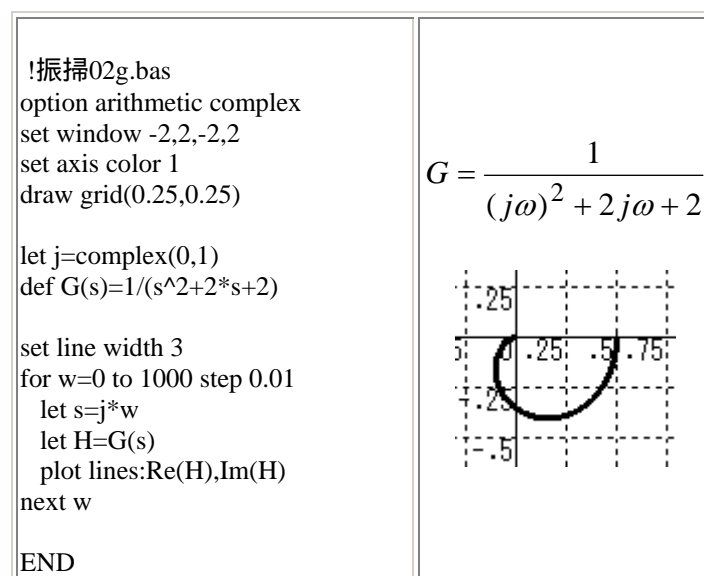 !振掃02g.bas
option arithmetic complex
set window -2,2,-2,2
set axis color 1
draw grid(0.25,0.25)
let j=complex(0,1)
def G(s)=1/(s^2+2*s+2)
set line width 3
for w=0 to 1000 step 0.01
let s=j*w
let H=G(s)
plot lines:Re(H),Im(H)
next w
END
G = 1 / ((jω)^2 + 2jω + 2)
.25
0 .25 .5 .75
-.25
-.5